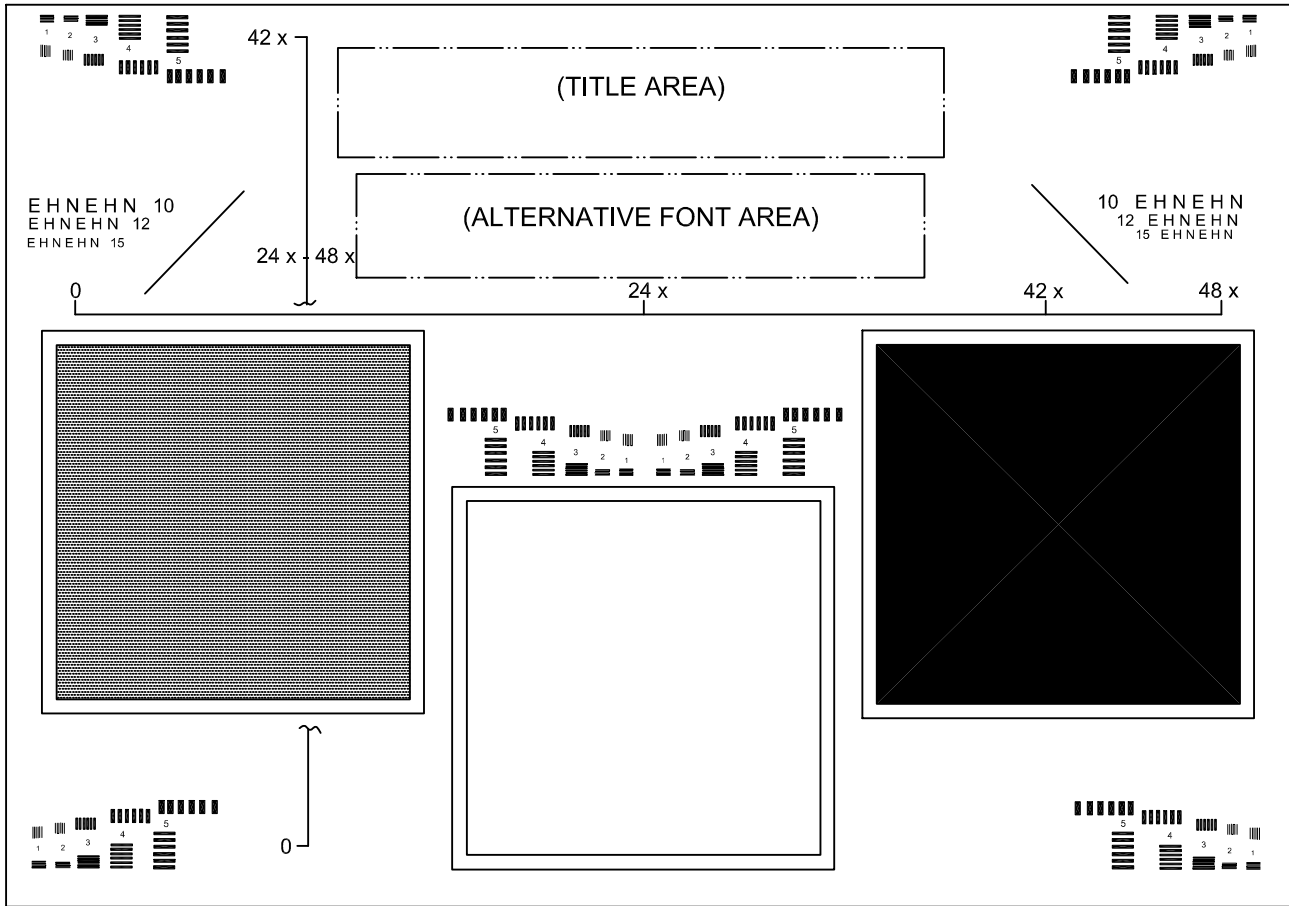 1 2 3 4 5
42 x
5 4 3 2 1
(TITLE AREA)
EHNEHN 10
EHNEHN 12
EHNEHN 15
(ALTERNATIVE FONT AREA)
10 EHNEHN
12 EHNEHN
15 EHNEHN
24 x - 48 x
0
24 x
42 x
48 x
5 4 3 2 1 1 2 3 4 5
1 2 3 4 5
0
5 4 3 2 1